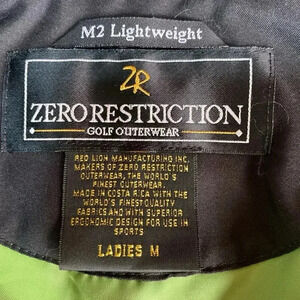 M2 Lightweight
ZR
ZERO RESTRICTION
GOLF OUTERWEAR
RED LION MANUFACTURING INC.
MAKERS OF ZERO RESTRICTION
OUTERWEAR, THE WORLD'S
FINEST OUTERWEAR.
MADE IN COSTA RICA WITH THE
WORLD'S FINEST QUALITY
FABRICS AND WITH SUPERIOR
ERGONOMIC DESIGN FOR USE IN
SPORTS
LADIES M